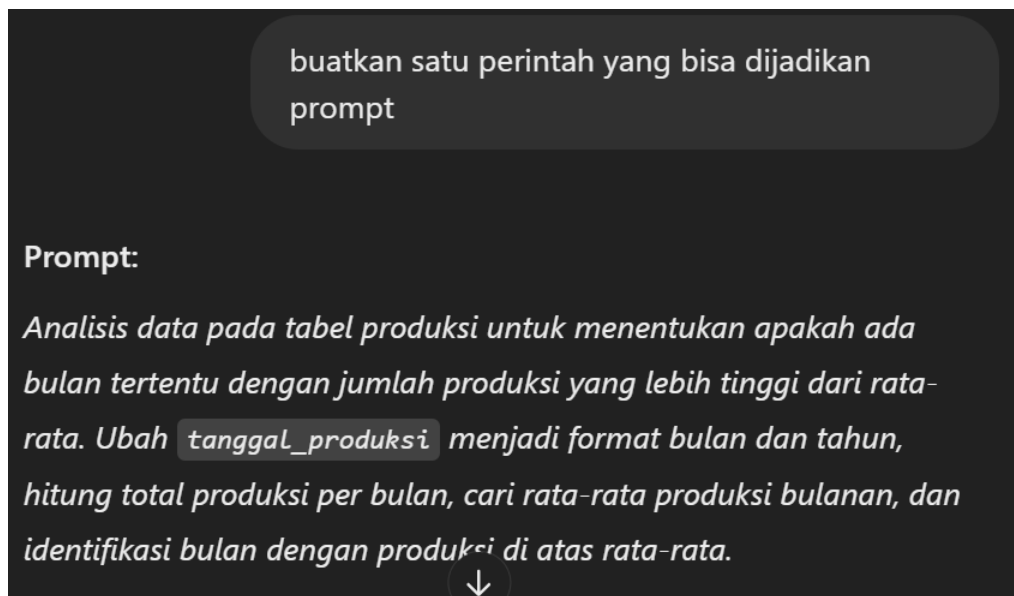 buatkan satu perintah yang bisa dijadikan
prompt
Prompt:
Analisis data pada tabel produksi untuk menentukan apakah ada
bulan tertentu dengan jumlah produksi yang lebih tinggi dari rata-
rata. Ubah tanggal_produksi menjadi format bulan dan tahun,
hitung total produksi per bulan, cari rata-rata produksi bulanan, dan
identifikasi bulan dengan produksi di atas rata-rata.